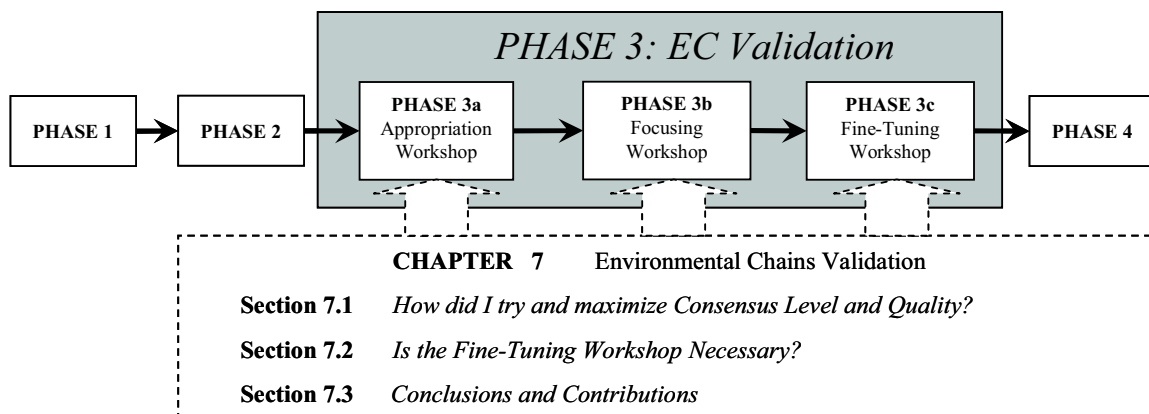 PHASE 3: EC Validation
PHASE 1
PHASE 2
PHASE 3a
Appropriation
Workshop
PHASE 3b
Focusing
Workshop
PHASE 3c
Fine-Tuning
Workshop
PHASE 4
CHAPTER 7 Environmental Chains Validation
Section 7.1 How did I try and maximize Consensus Level and Quality?
Section 7.2 Is the Fine-Tuning Workshop Necessary?
Section 7.3 Conclusions and Contributions